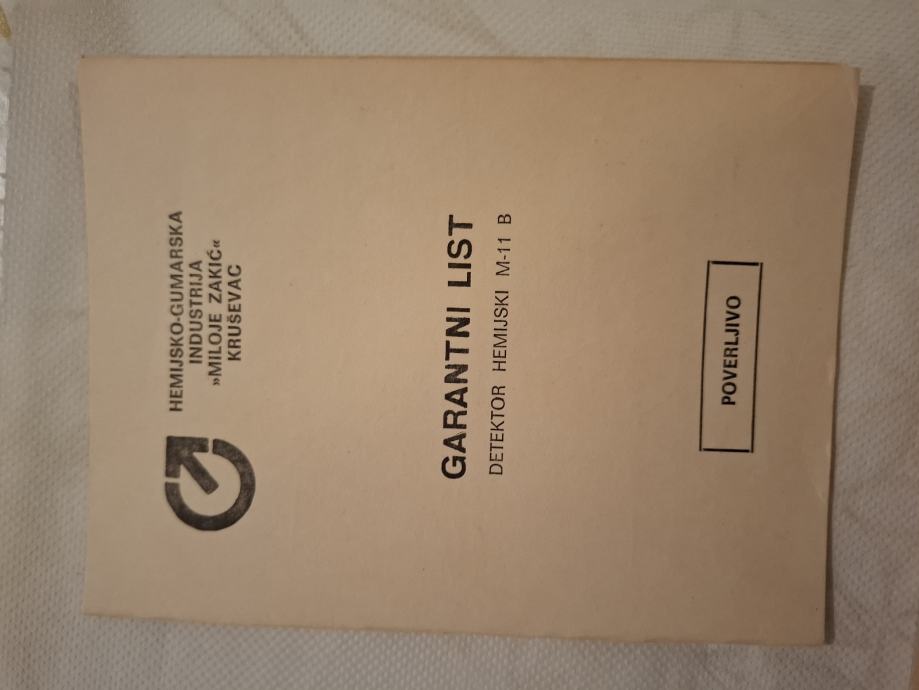 HEMIJSKO-GUMARSKA
INDUSTRIJA
»MILOJE ZAKIĆ«
KRUŠEVAC
GARANTNI LIST
DETEKTOR HEMIJSKI M-11 B
POVERLJIVO